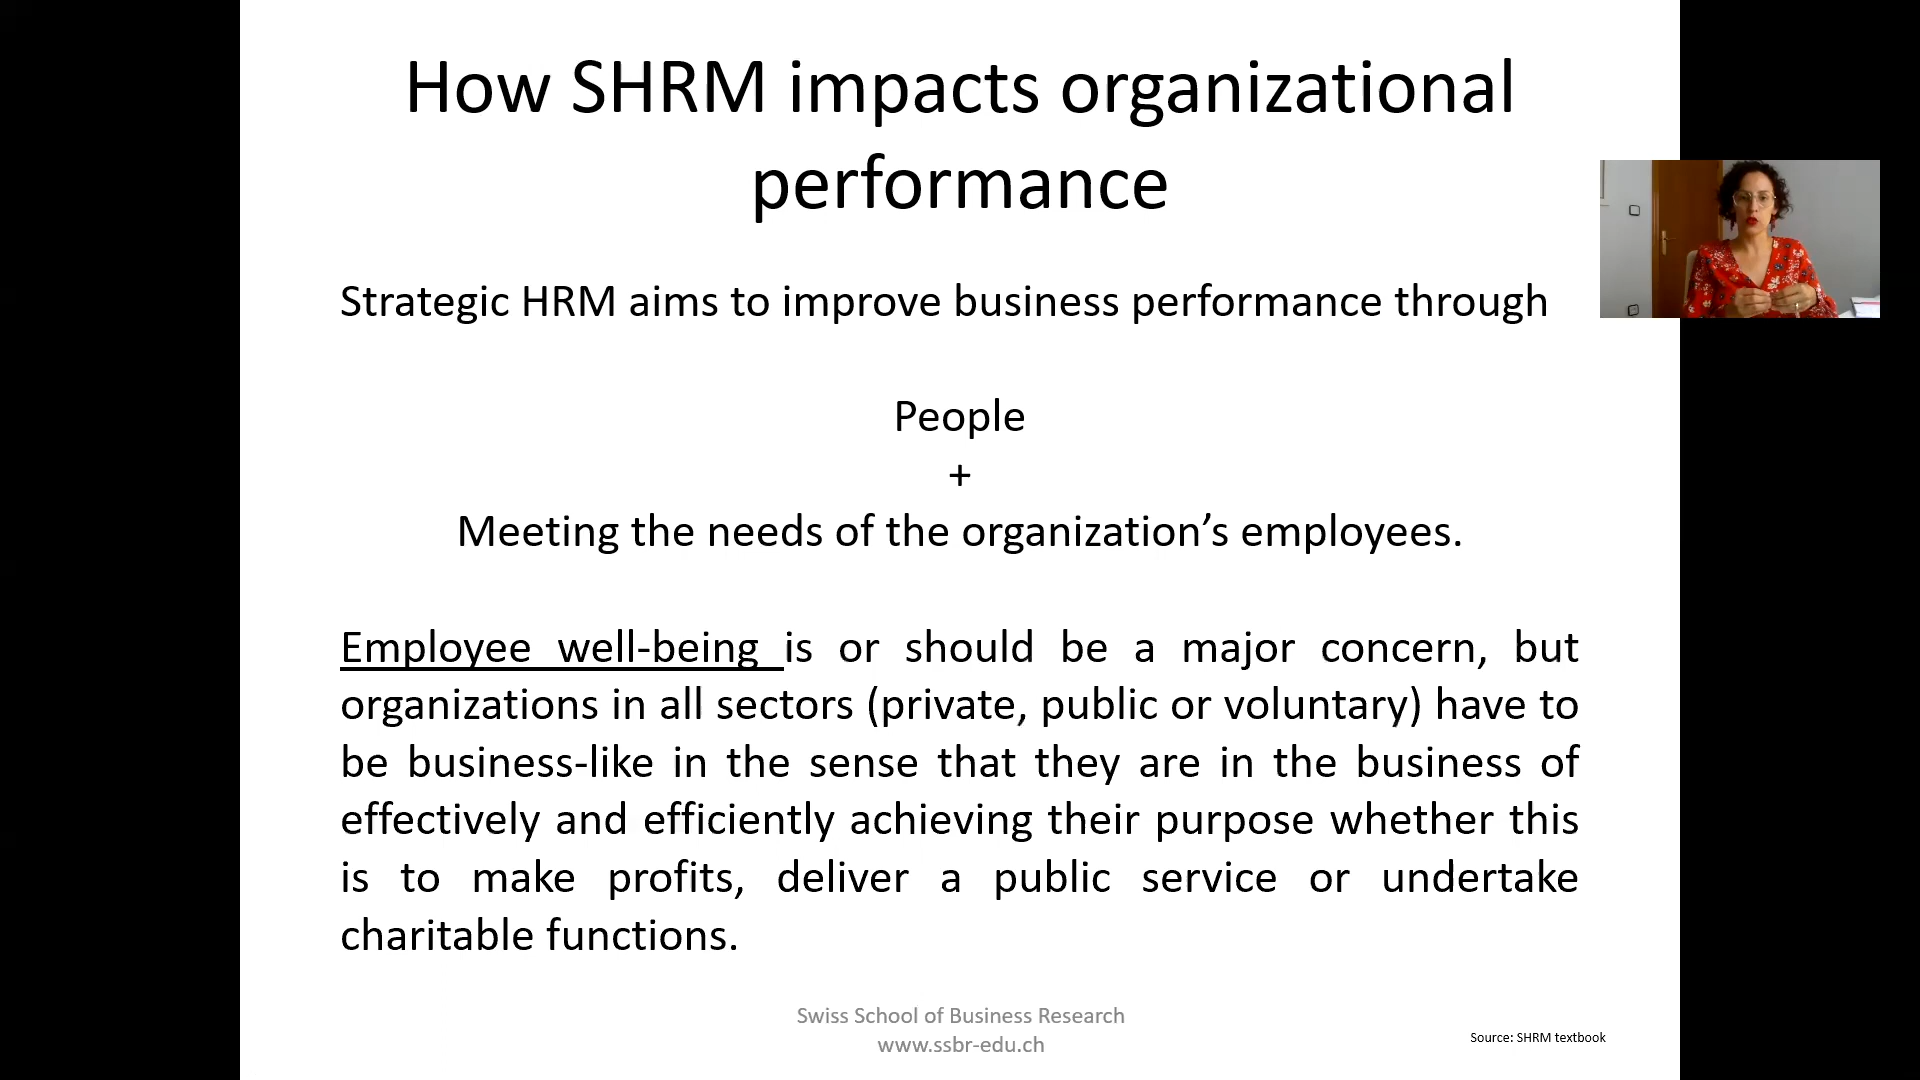 How SHRM impacts organizational
performance
Strategic HRM aims to improve business performance through
People
+
Meeting the needs of the organization’s employees.
Employee well-being is or should be a major concern, but
organizations in all sectors (private, public or voluntary) have to
be business-like in the sense that they are in the business of
effectively and efficiently achieving their purpose whether this
is to make profits, deliver a public service or undertake
charitable functions.
Swiss School of Business Research
www.ssbr-edu.ch
Source: SHRM textbook